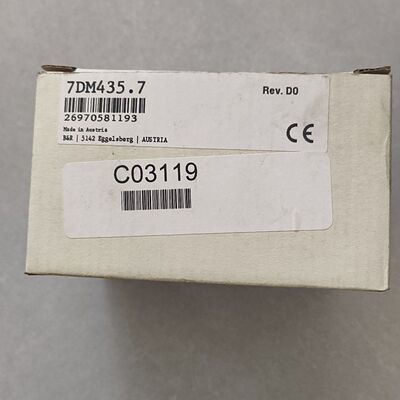 7DM435.7 Rev. D0
26970581193
Made in Austria
B&R | 5142 Eggelsberg | AUSTRIA
CE
C03119